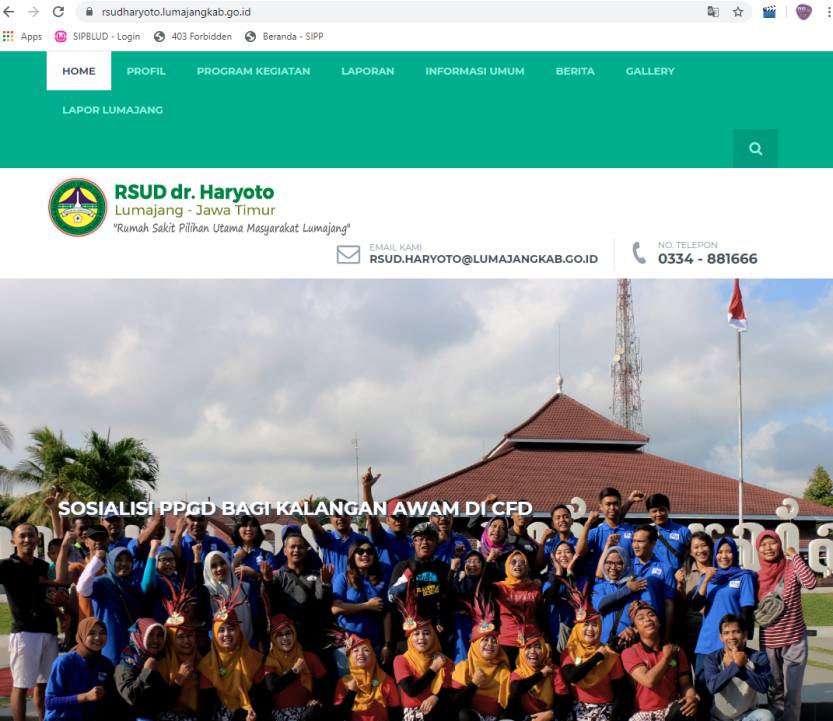 rsudharyoto.lumajangkab.go.id
Apps SIPBLUD - Login 403 Forbidden Beranda - SIPP
HOME PROFIL PROGRAM KEGIATAN LAPORAN INFORMASI UMUM BERITA GALLERY
LAPOR LUMAJANG
RSUD dr. Haryoto
Lumajang - Jawa Timur
"Rumah Sakit Pilihan Utama Masyarakat Lumajang"
EMAIL KAMI
RSUD.HARYOTO@LUMAJANGKAB.GO.ID
NO. TELEPON
0334 - 881666
SOSIALISI PPGD BAGI KALANGAN AWAM DI CFD